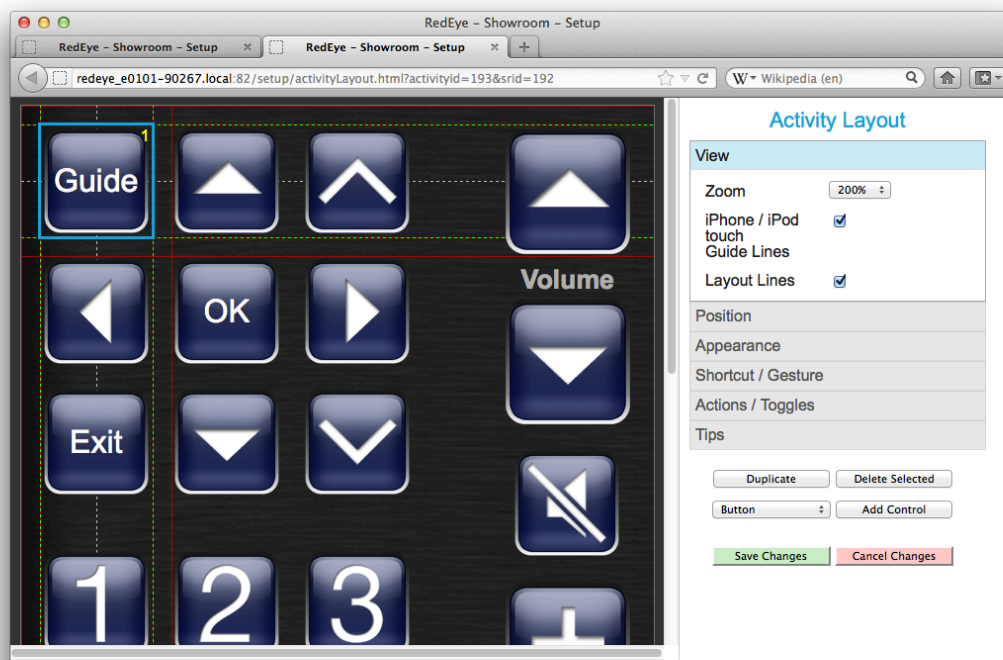 RedEye – Showroom – Setup
RedEye – Showroom – Setup × RedEye – Showroom – Setup × +
redeye_e0101-90267.local:82/setup/activityLayout.html?activityid=193&srid=192 W Wikipedia (en)
Guide 1
OK
Volume
Exit
1 2 3
Activity Layout
View
Zoom 200%
iPhone / iPod
touch
Guide Lines
Layout Lines
Position
Appearance
Shortcut / Gesture
Actions / Toggles
Tips
Duplicate Delete Selected
Button Add Control
Save Changes Cancel Changes